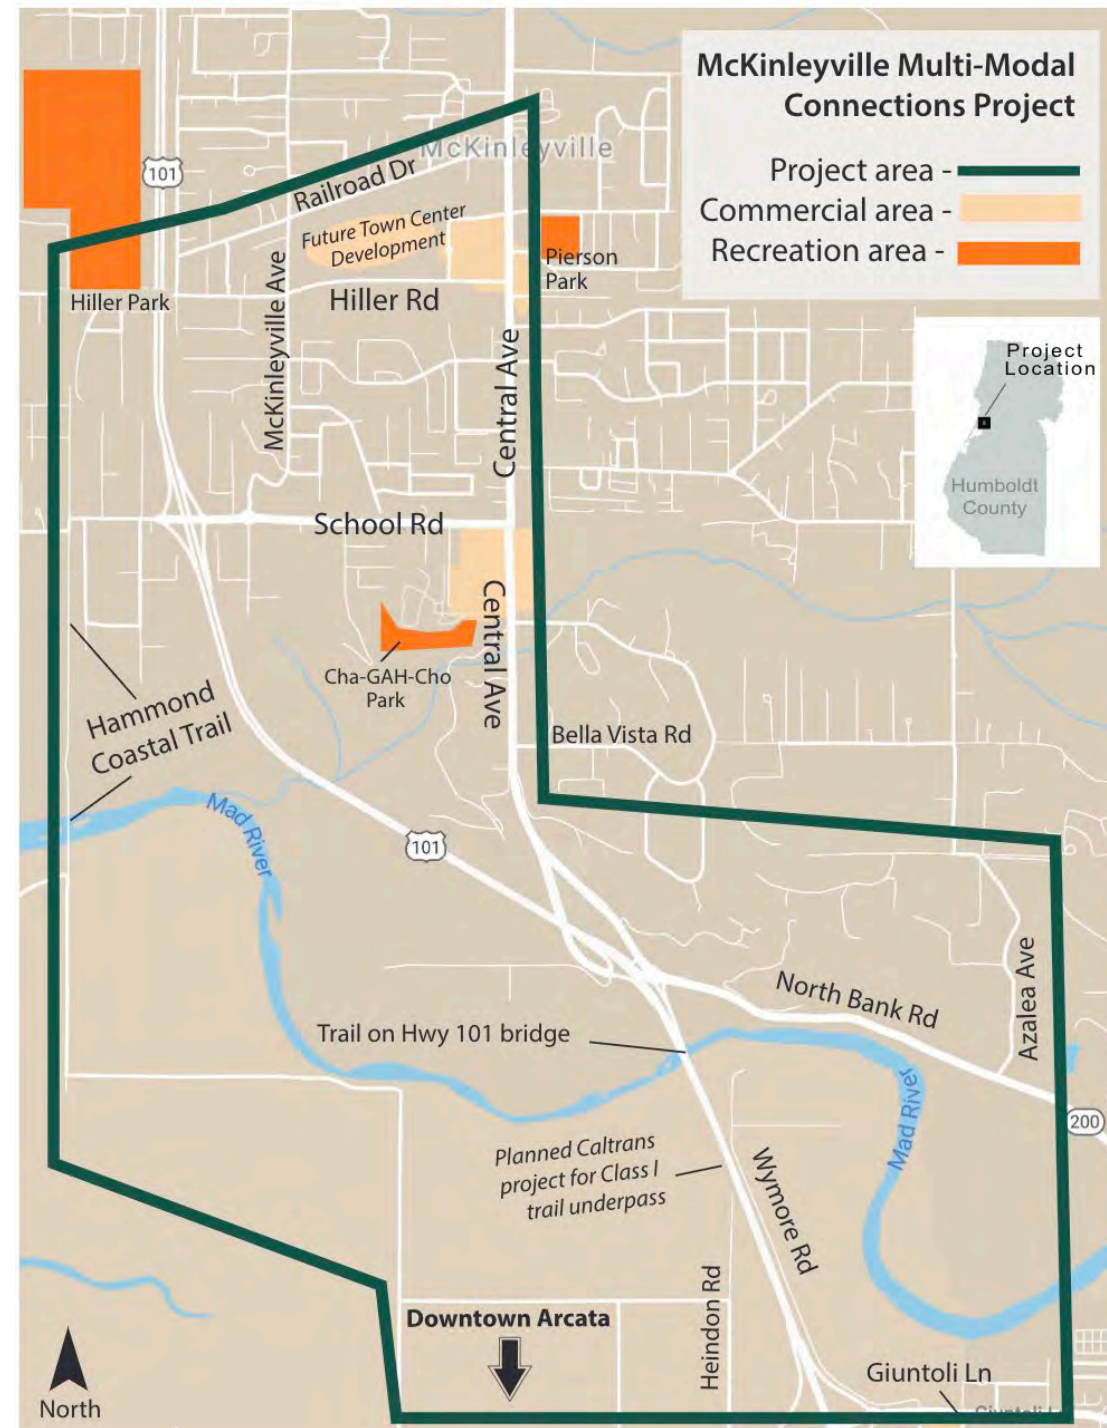 McKinleyville Multi-Modal
Connections Project
Project area -
Commercial area -
Recreation area -
McKinleyville
101
Railroad Dr
Future Town Center
Development
Pierson
Park
Hiller Park
Hiller Rd
McKinleyville Ave
Central Ave
Project
Location
Humboldt
County
School Rd
Central Ave
Cha-GAH-Cho
Park
Hammond
Coastal Trail
Bella Vista Rd
Mad River
101
North Bank Rd
Azalea Ave
Trail on Hwy 101 bridge
Mad River
200
Planned Caltrans
project for Class I
trail underpass
Wymore Rd
Heindon Rd
Downtown Arcata
Giuntoli Ln
North